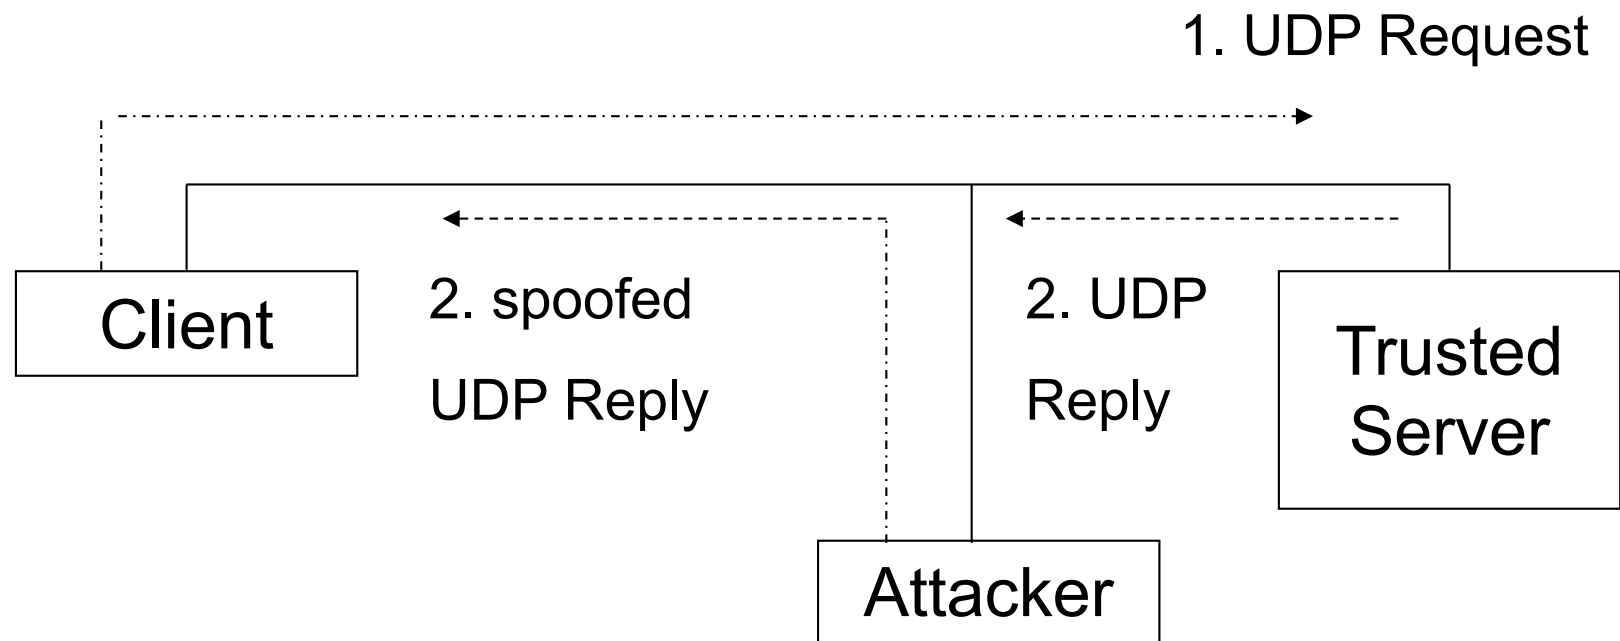 1. UDP Request
Client
2. spoofed
UDP Reply
2. UDP
Reply
Trusted
Server
Attacker